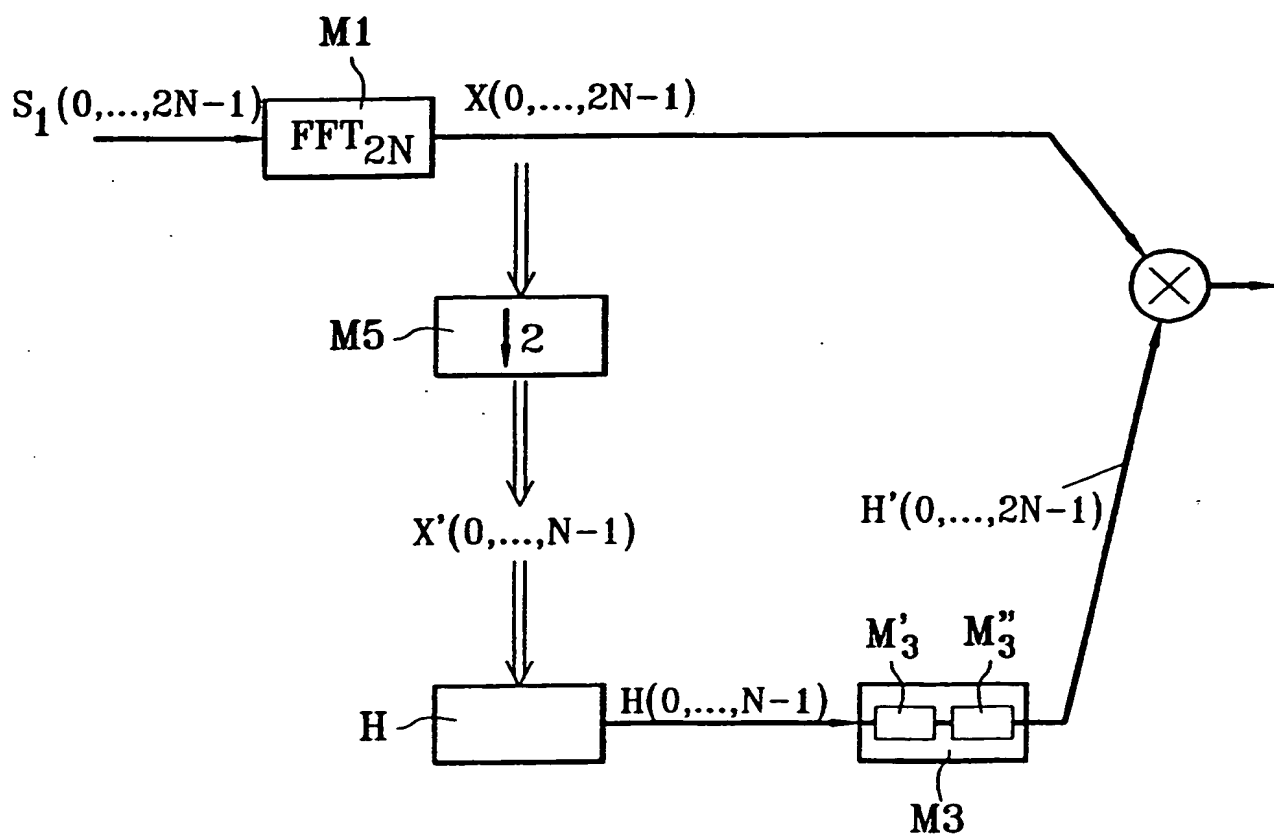 M1
S₁(0,...,2N-1)
FFT₂N
X(0,...,2N-1)
M5
2
X'(0,...,N-1)
H'(0,...,2N-1)
M'₃
M"₃
H
H(0,...,N-1)
M3